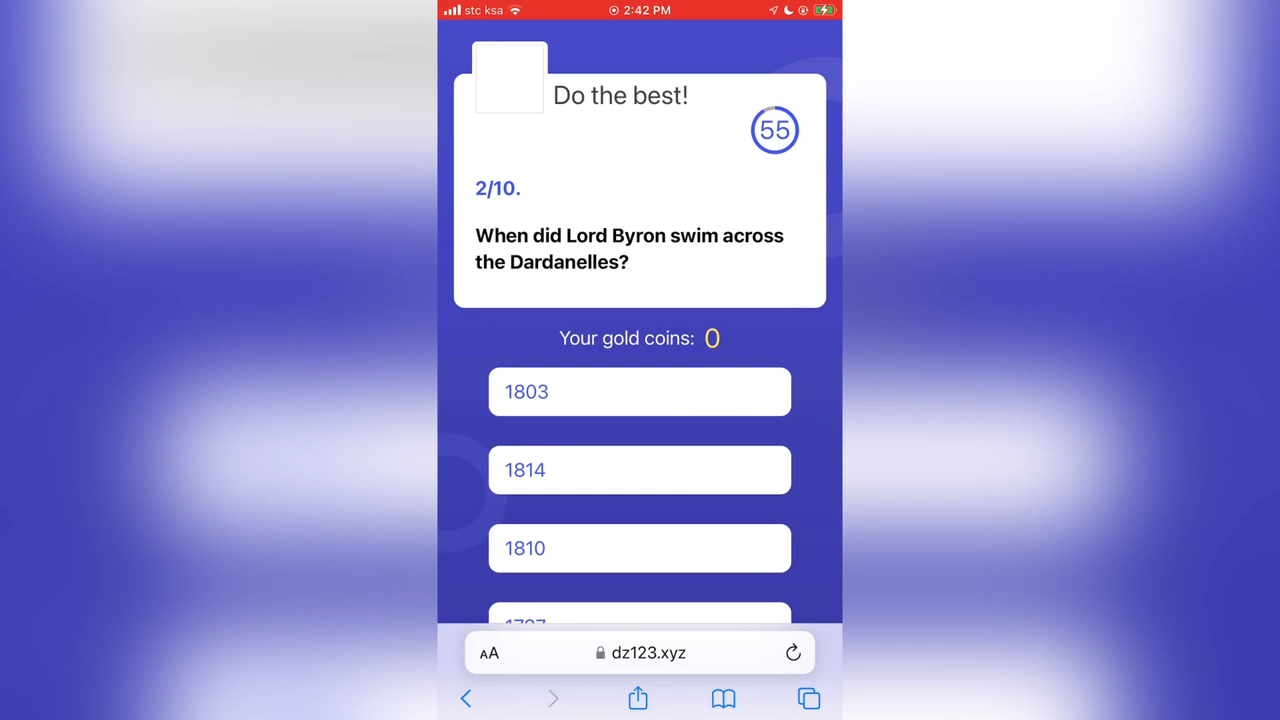 stc ksa 2:42 PM
Do the best!
55
2/10.
When did Lord Byron swim across
the Dardanelles?
Your gold coins: 0
1803
1814
1810
AA dz123.xyz